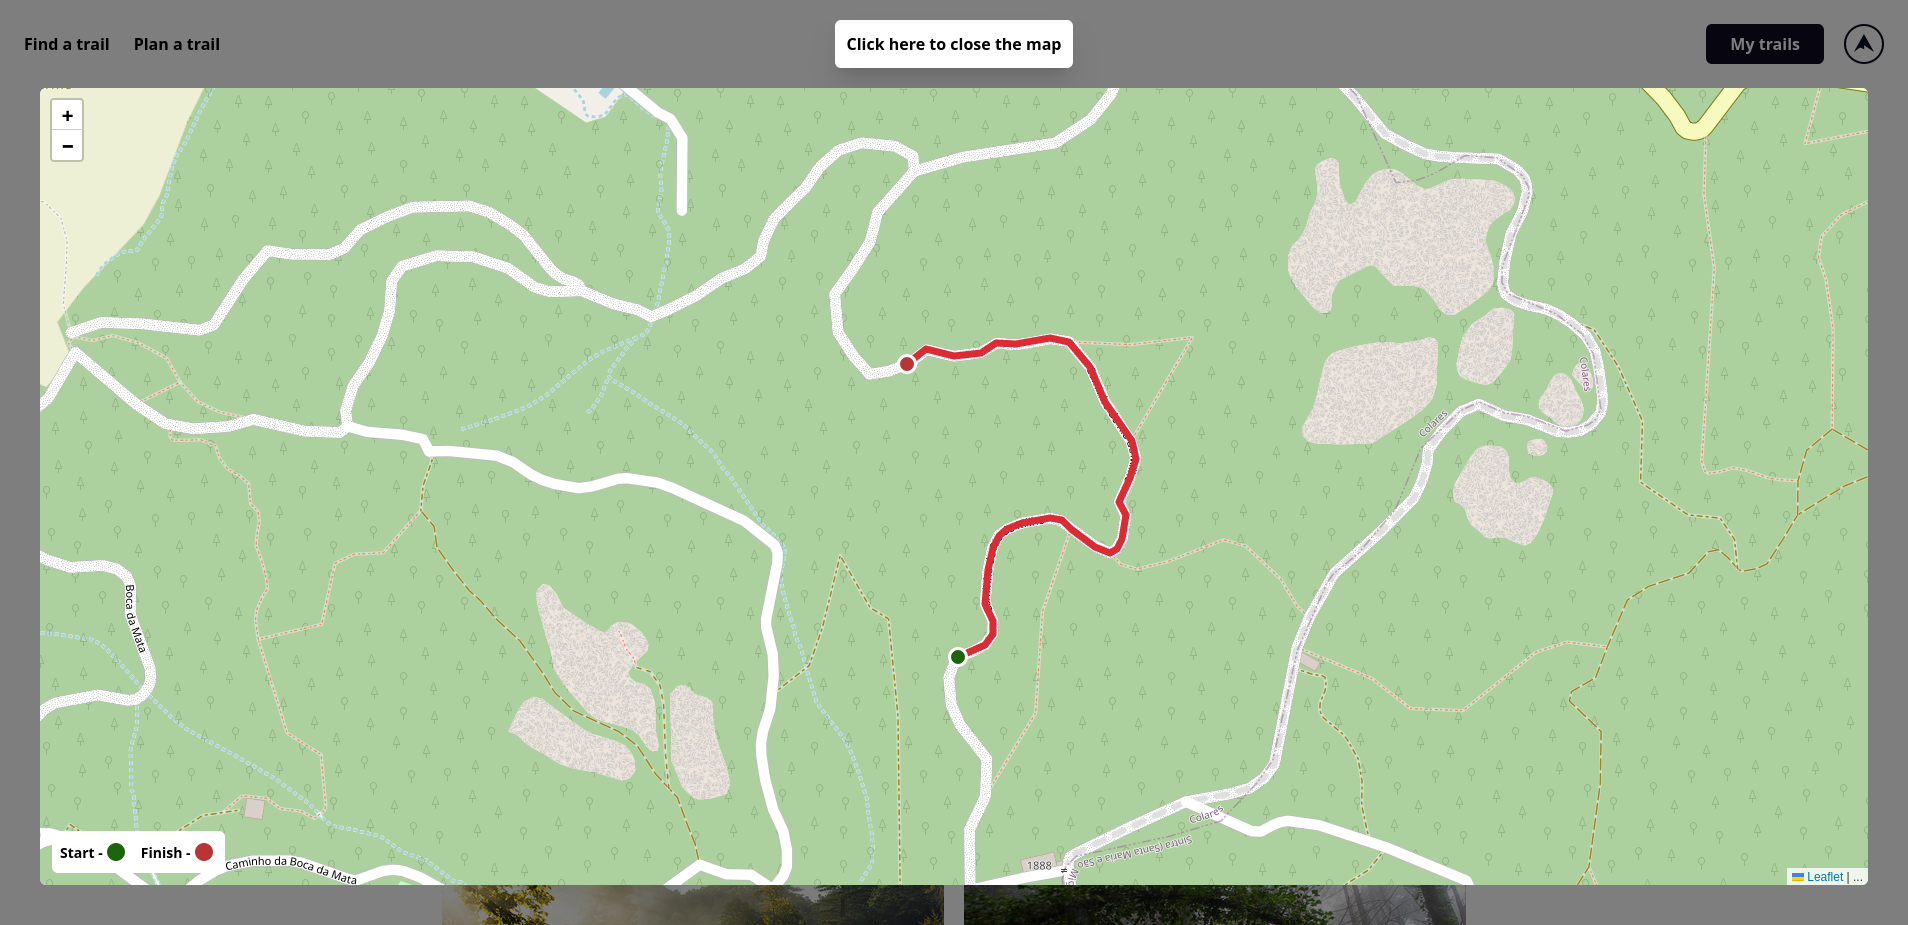 Find a trail
Plan a trail
Click here to close the map
My trails
+
−
Colares
Colares
Boca da Mata
Colares
Sintra (Santa Maria e São
Mig
1888
Start -
Finish -
Caminho da Boca da Mata
Leaflet | ...